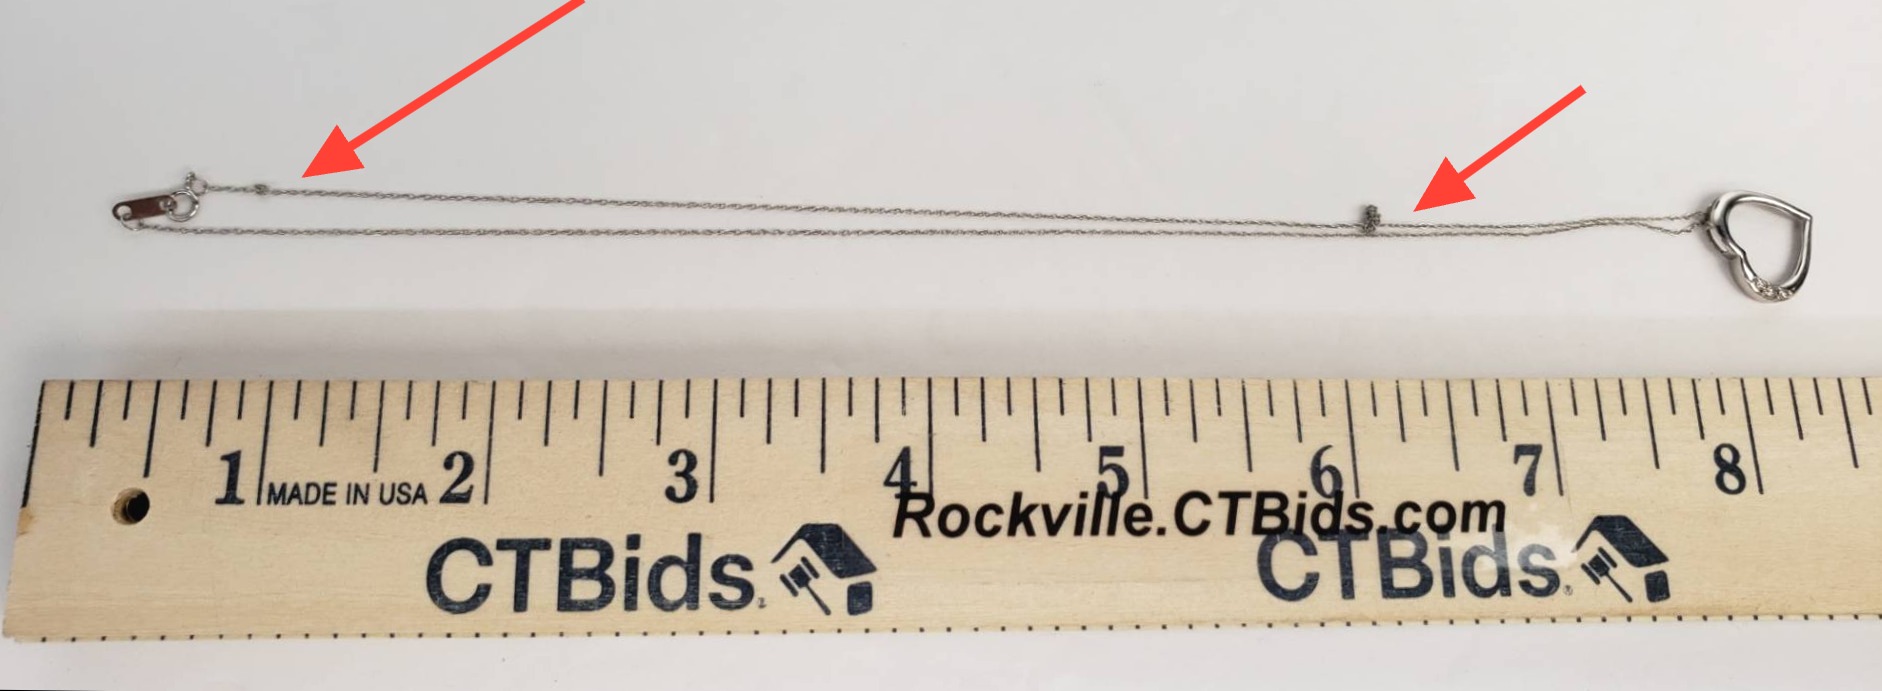 1 2 3 4 5 6 7 8
MADE IN USA
Rockville.CTBids.com
CTBids. CTBids.